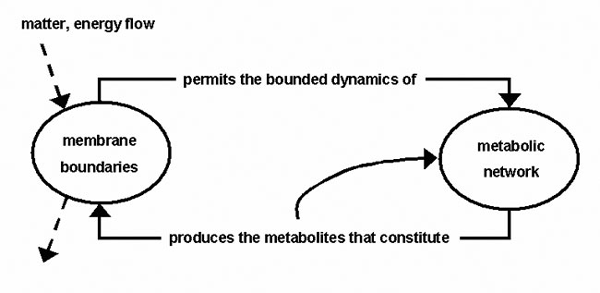 matter, energy flow
permits the bounded dynamics of
membrane
boundaries
metabolic
network
produces the metabolites that constitute